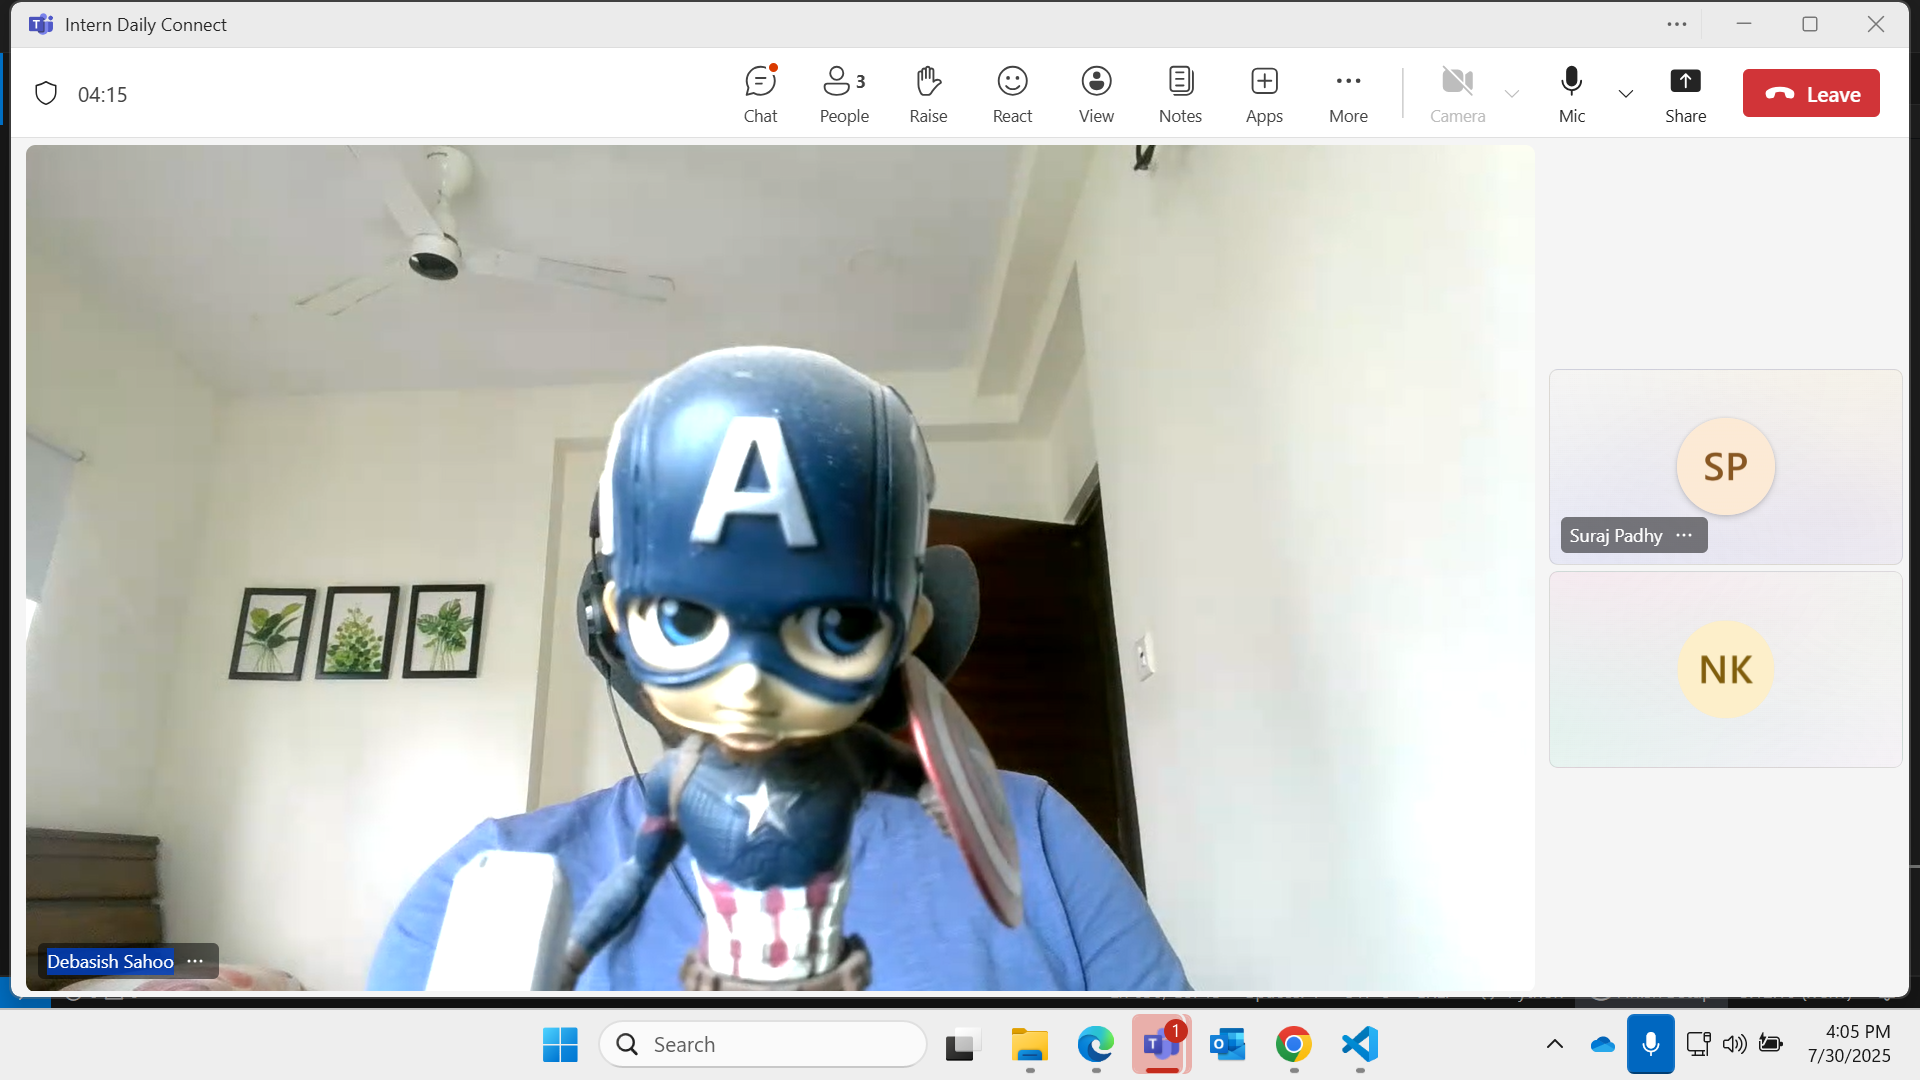 Intern Daily Connect
04:15
Chat
People
3
Raise
React
View
Notes
Apps
More
Camera
Mic
Share
Leave
A
SP
Suraj Padhy
NK
Debasish Sahoo
Search
1
4:05 PM
7/30/2025